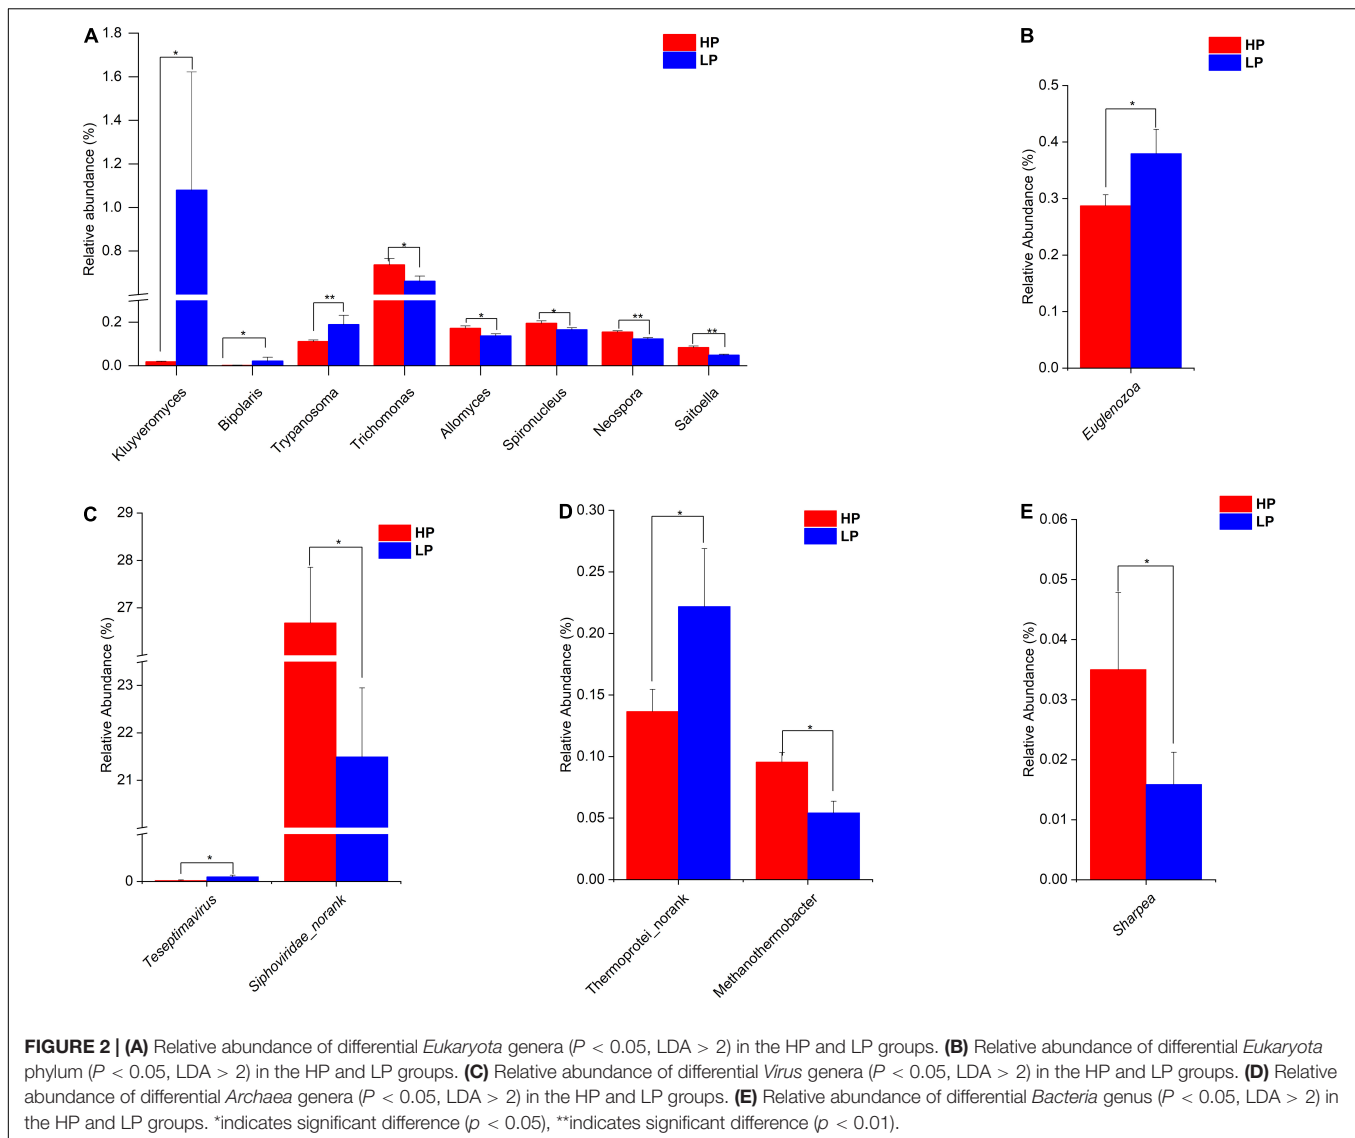 A
HP
LP
Relative abundance (%)
1.8
1.6
1.4
1.2
1.0
0.8
0.2
0.0
*
*
**
*
*
*
**
**
Kluyveromyces
Bipolaris
Trypanosoma
Trichomonas
Allomyces
Spironucleus
Neospora
Saitoella
B
HP
LP
Relative Abundance (%)
0.5
0.4
0.3
0.2
0.1
0.0
*
Euglenozoa
C
HP
LP
Relative Abundance (%)
29
28
27
23
22
21
0
*
*
Teseptimavirus
Siphoviridae_norank
D
HP
LP
Relative Abundance (%)
0.30
0.25
0.20
0.15
0.10
0.05
0.00
*
*
Thermoprotei_norank
Methanothermobacter
E
HP
LP
Relative Abundance (%)
0.06
0.05
0.04
0.03
0.02
0.01
0.00
*
Sharpea
FIGURE 2 | (A) Relative abundance of differential Eukaryota genera (P < 0.05, LDA > 2) in the HP and LP groups. (B) Relative abundance of differential Eukaryota
phylum (P < 0.05, LDA > 2) in the HP and LP groups. (C) Relative abundance of differential Virus genera (P < 0.05, LDA > 2) in the HP and LP groups. (D) Relative
abundance of differential Archaea genera (P < 0.05, LDA > 2) in the HP and LP groups. (E) Relative abundance of differential Bacteria genus (P < 0.05, LDA > 2) in
the HP and LP groups. *indicates significant difference (p < 0.05), **indicates significant difference (p < 0.01).